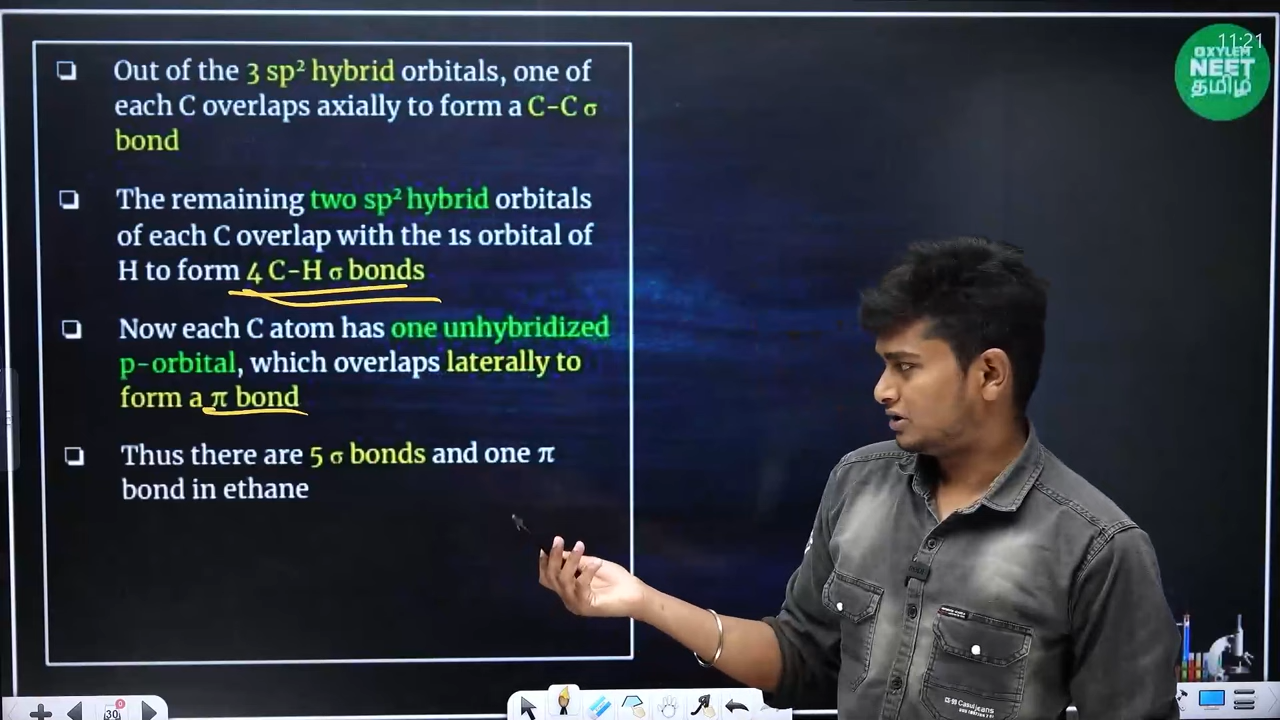 Out of the 3 sp² hybrid orbitals, one of
each C overlaps axially to form a C-C σ
bond
The remaining two sp² hybrid orbitals
of each C overlap with the 1s orbital of
H to form 4 C-H σ bonds
Now each C atom has one unhybridized
p-orbital, which overlaps laterally to
form a π bond
Thus there are 5 σ bonds and one π
bond in ethane
11:21
OXYLEM
NEET
தமிழ்
30